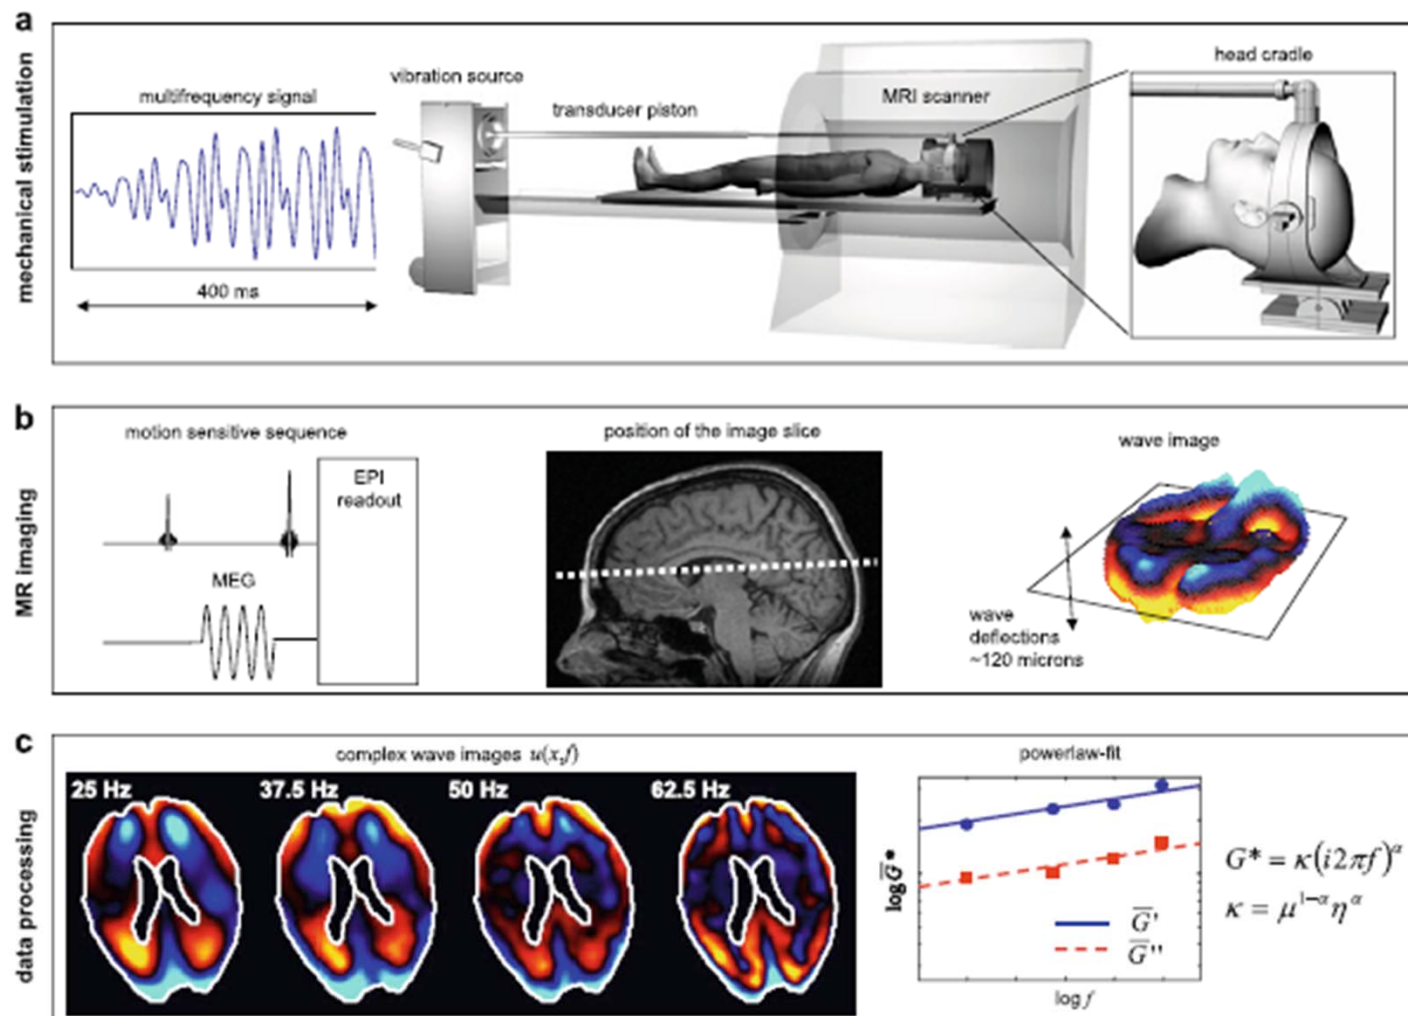 a
mechanical stimulation
multifrequency signal
400 ms
vibration source
transducer piston
MRI scanner
head cradle
b
MR imaging
motion sensitive sequence
EPI
readout
MEG
position of the image slice
wave image
wave
deflections
~120 microns
c
data processing
complex wave images u(x,f)
25 Hz
37.5 Hz
50 Hz
62.5 Hz
powerlaw-fit
log G̅*
G̅'
G̅''
log f
G* = κ(i2πf)^α
κ = μ^{1-α} η^α